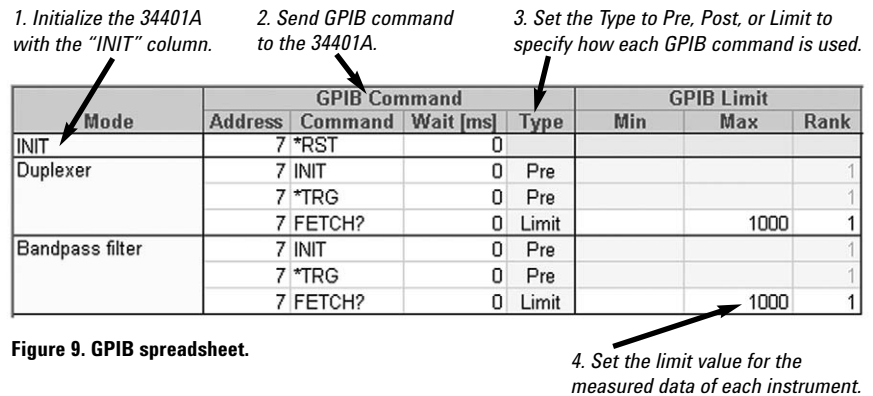 1. Initialize the 34401A
with the “INIT” column.
2. Send GPIB command
to the 34401A.
3. Set the Type to Pre, Post, or Limit to
specify how each GPIB command is used.
Mode GPIB Command GPIB Limit
Address Command Wait [ms] Type Min Max Rank
INIT 7 *RST 0
Duplexer 7 INIT 0 Pre 1
7 *TRG 0 Pre 1
7 FETCH? 0 Limit 1000 1
Bandpass filter 7 INIT 0 Pre 1
7 *TRG 0 Pre 1
7 FETCH? 0 Limit 1000 1
Figure 9. GPIB spreadsheet.
4. Set the limit value for the
measured data of each instrument.